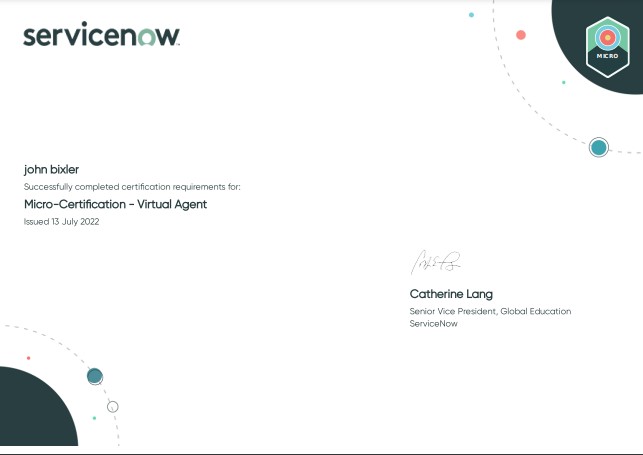 servicenow.
MICRO
john bixler
Successfully completed certification requirements for:
Micro-Certification - Virtual Agent
Issued 13 July 2022
Catherine Lang
Senior Vice President, Global Education
ServiceNow